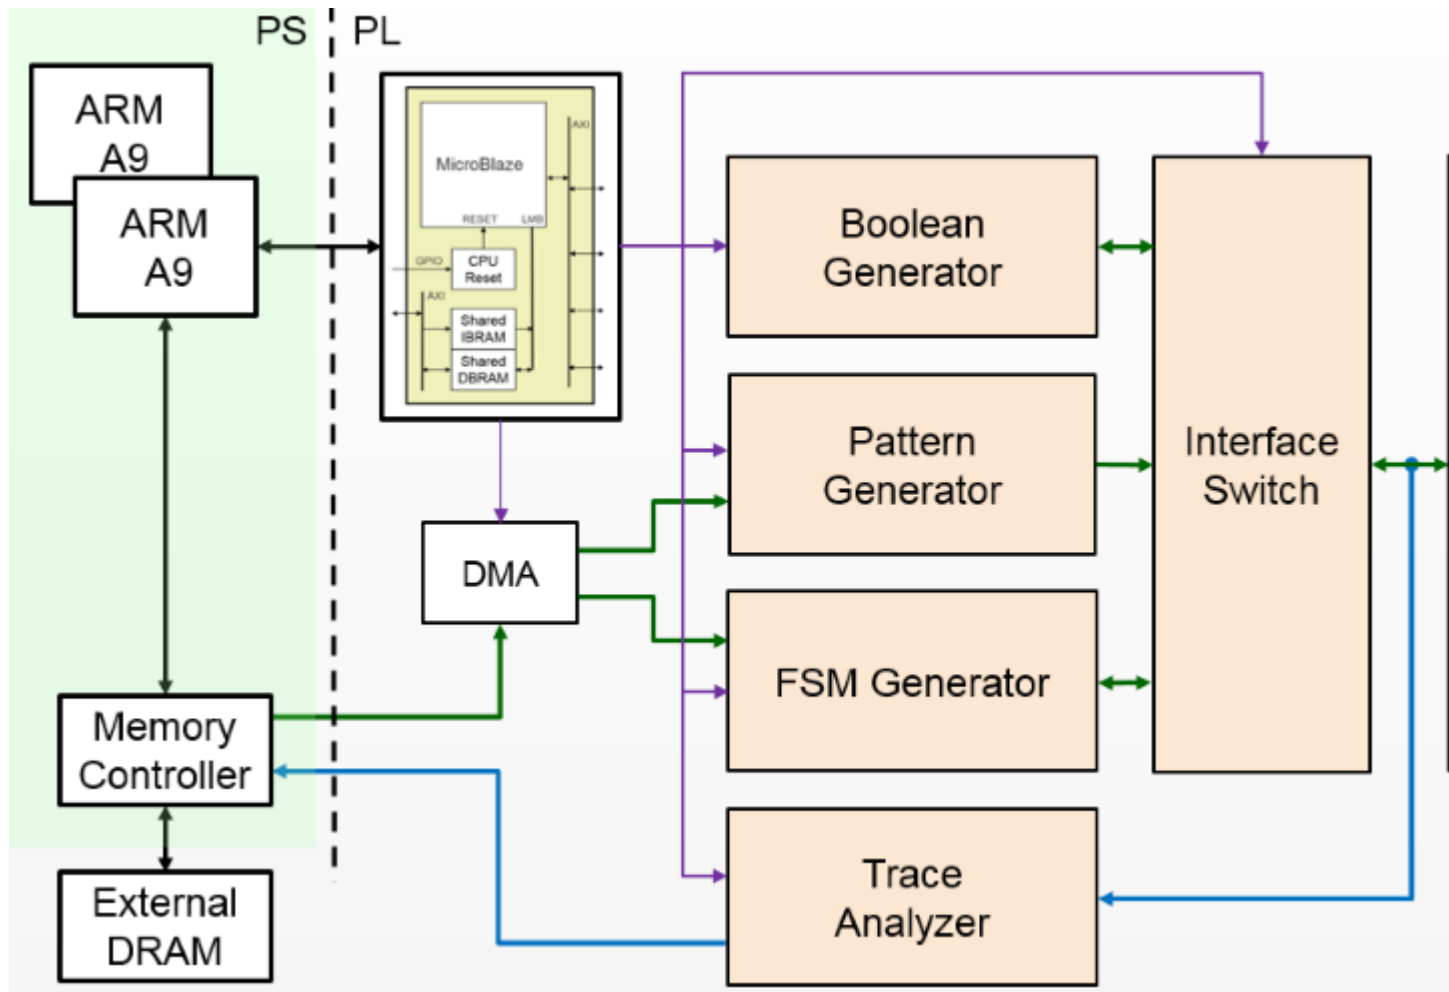 PS
PL
ARM
A9
ARM
A9
MicroBlaze
AXI
RESET
LMB
GPIO
CPU
Reset
AXI
Shared
IBRAM
Shared
DBRAM
Boolean
Generator
Pattern
Generator
Interface
Switch
DMA
FSM Generator
Memory
Controller
Trace
Analyzer
External
DRAM